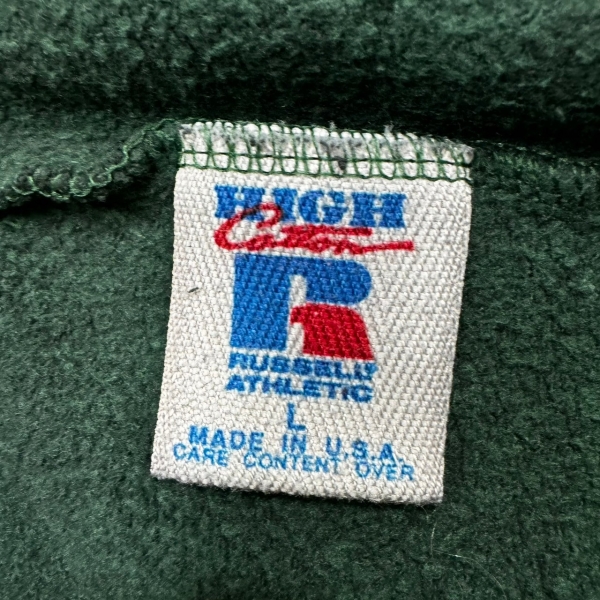 HIGH
Cotton
R
RUSSELL
ATHLETIC
L
MADE IN U.S.A.
CARE CONTENT OVER